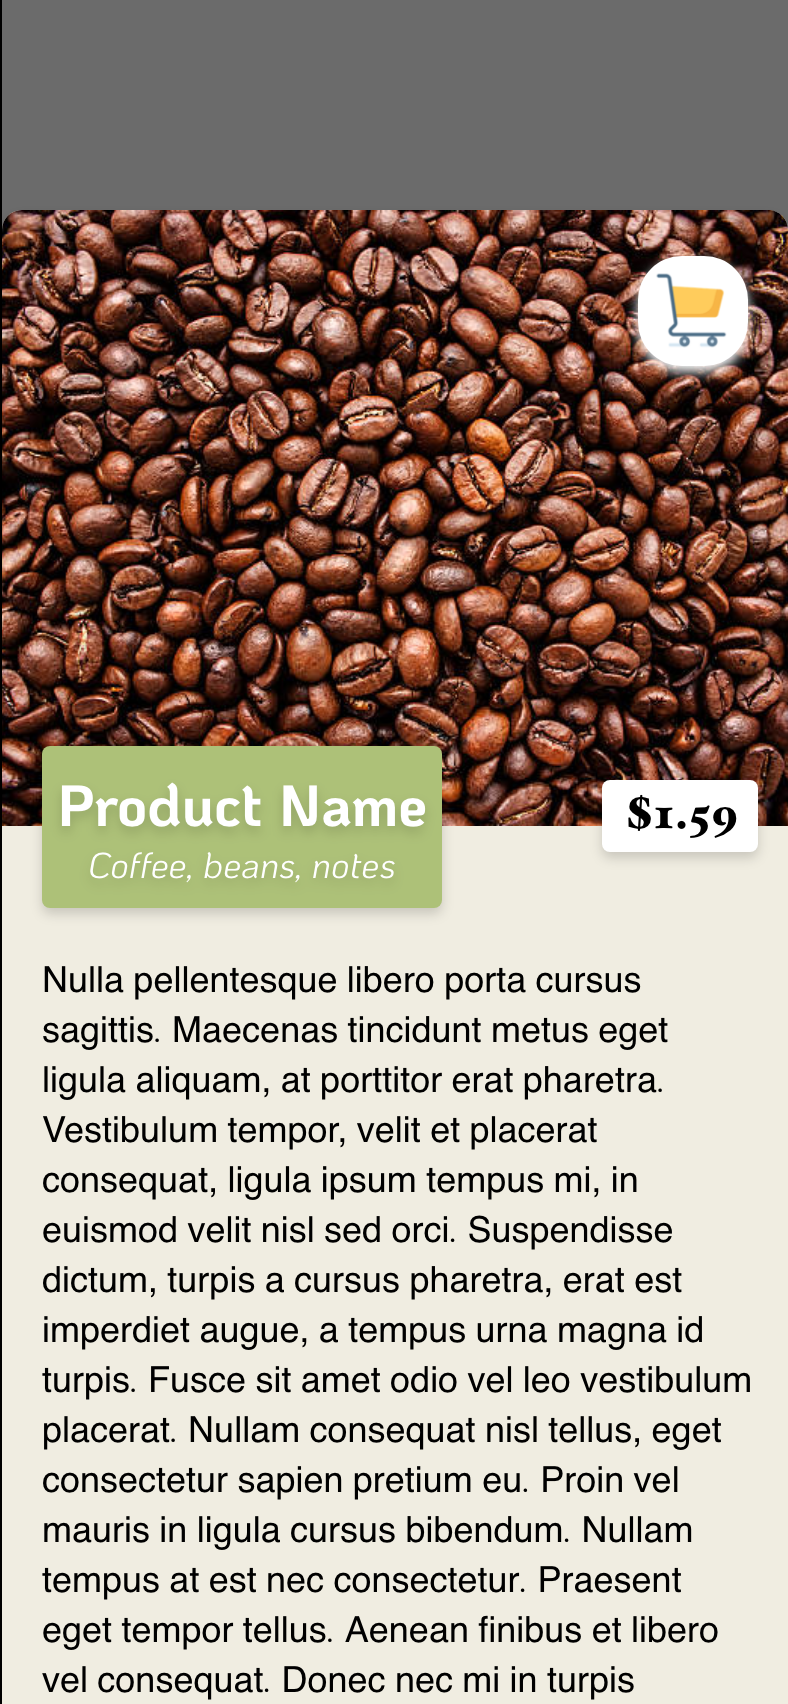 Product Name
Coffee, beans, notes
$1.59
Nulla pellentesque libero porta cursus
sagittis. Maecenas tincidunt metus eget
ligula aliquam, at porttitor erat pharetra.
Vestibulum tempor, velit et placerat
consequat, ligula ipsum tempus mi, in
euismod velit nisl sed orci. Suspendisse
dictum, turpis a cursus pharetra, erat est
imperdiet augue, a tempus urna magna id
turpis. Fusce sit amet odio vel leo vestibulum
placerat. Nullam consequat nisl tellus, eget
consectetur sapien pretium eu. Proin vel
mauris in ligula cursus bibendum. Nullam
tempus at est nec consectetur. Praesent
eget tempor tellus. Aenean finibus et libero
vel consequat. Donec nec mi in turpis